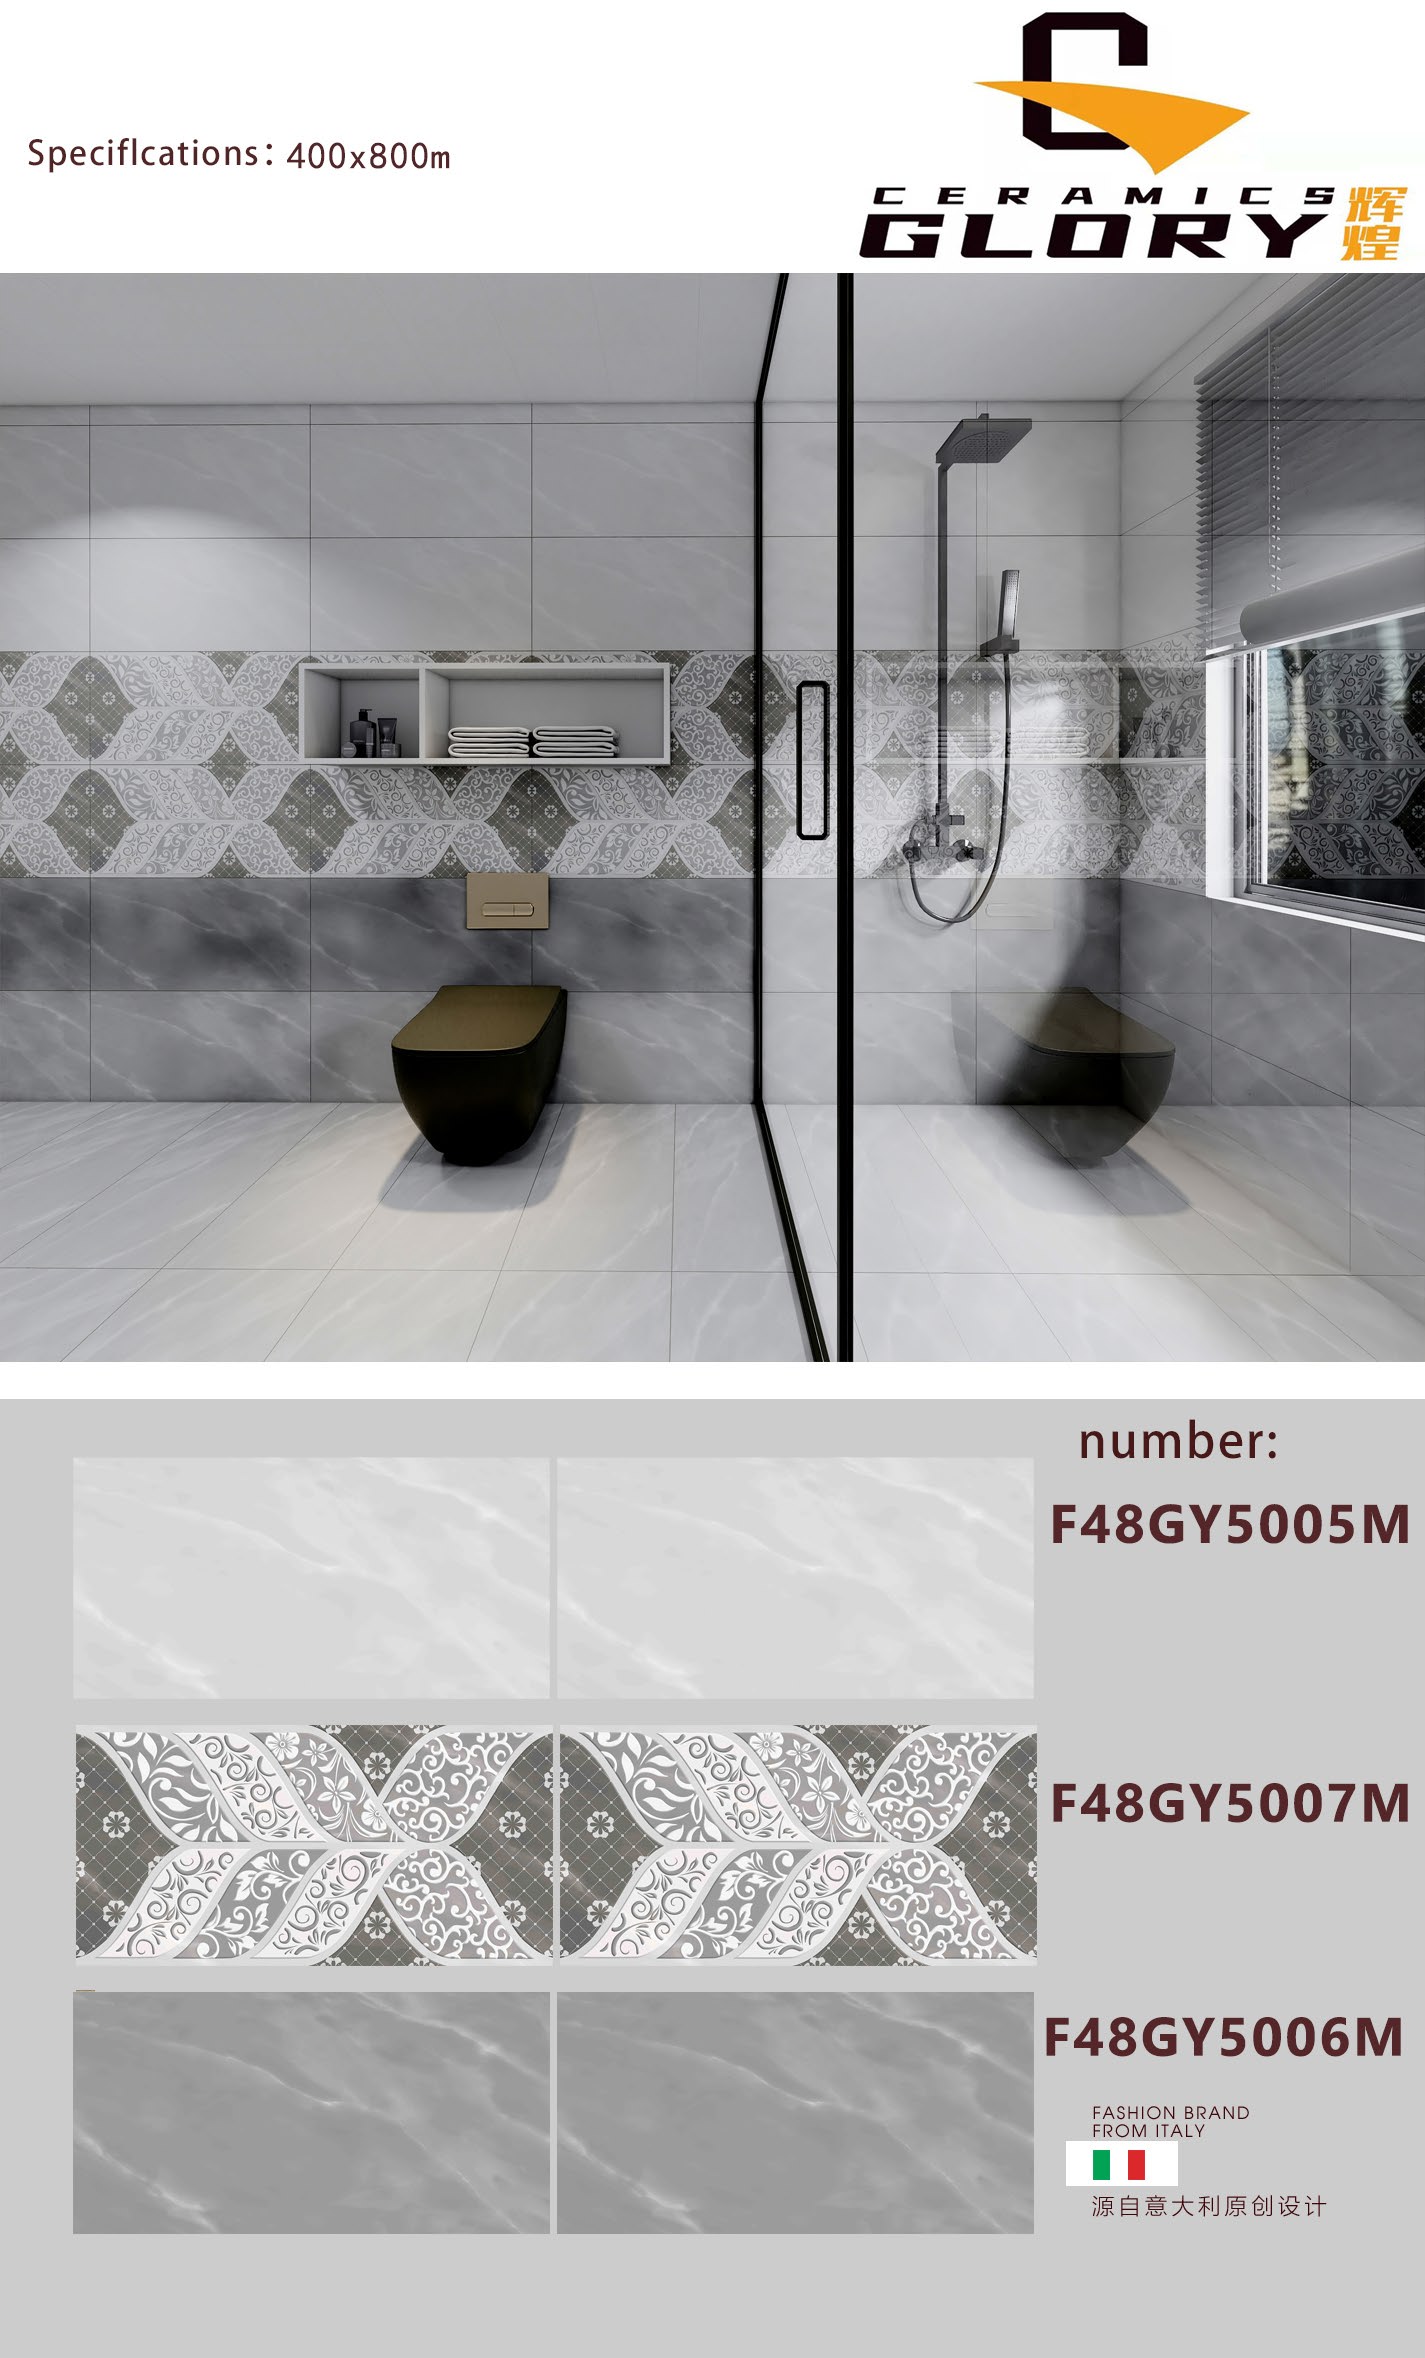 Speciflcations: 400x800m
CERAMICS
GLORY
辉煌
number:
F48GY5005M
F48GY5007M
F48GY5006M
FASHION BRAND
FROM ITALY
源自意大利原创设计